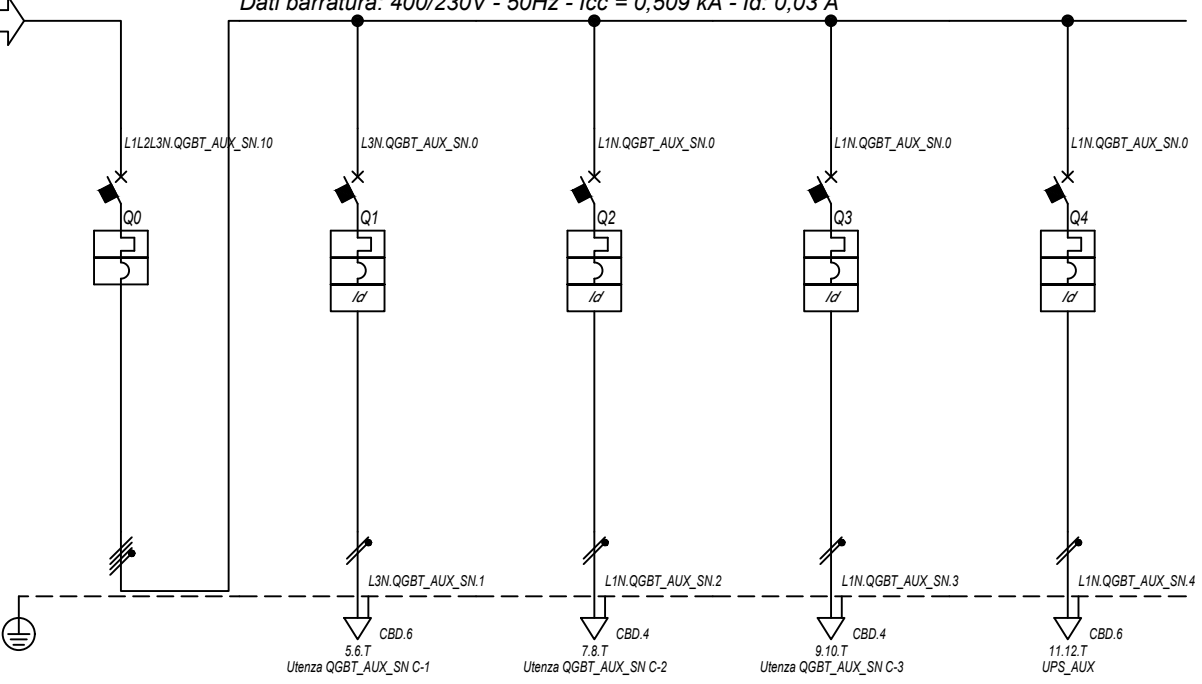 Dati barratura: 400/230V - 50Hz - Icc = 0,509 kA - Id: 0,03 A
L1L2L3N.QGBT_AUX_SN.10
L3N.QGBT_AUX_SN.0
L1N.QGBT_AUX_SN.0
L1N.QGBT_AUX_SN.0
L1N.QGBT_AUX_SN.0
Q0
Q1
Q2
Q3
Q4
Id
Id
Id
Id
L3N.QGBT_AUX_SN.1
L1N.QGBT_AUX_SN.2
L1N.QGBT_AUX_SN.3
L1N.QGBT_AUX_SN.4
CBD.6
CBD.4
CBD.4
CBD.6
5.6.T
7.8.T
9.10.T
11.12.T
Utenza QGBT_AUX_SN C-1
Utenza QGBT_AUX_SN C-2
Utenza QGBT_AUX_SN C-3
UPS_AUX